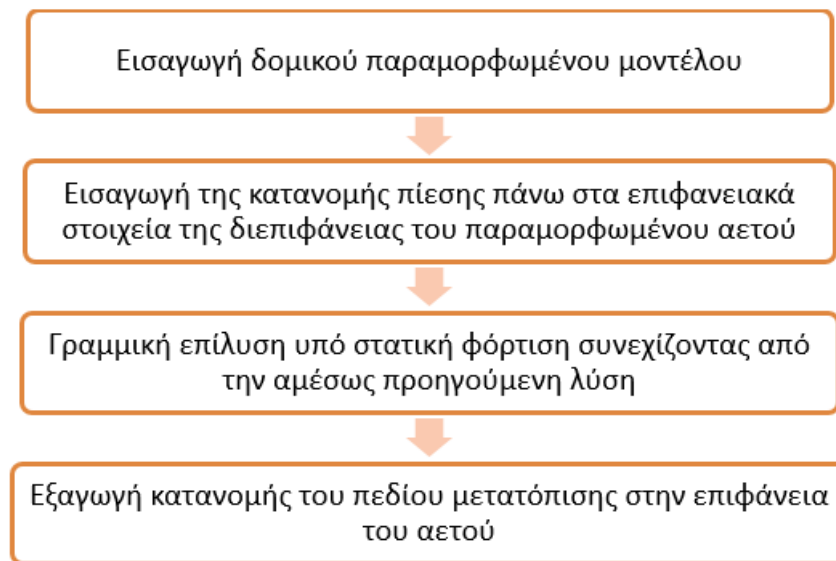 Εισαγωγή δομικού παραμορφωμένου μοντέλου
Εισαγωγή της κατανομής πίεσης πάνω στα επιφανειακά
στοιχεία της διεπιφάνειας του παραμορφωμένου αετού
Γραμμική επίλυση υπό στατική φόρτιση συνεχίζοντας από
την αμέσως προηγούμενη λύση
Εξαγωγή κατανομής του πεδίου μετατόπισης στην επιφάνεια
του αετού